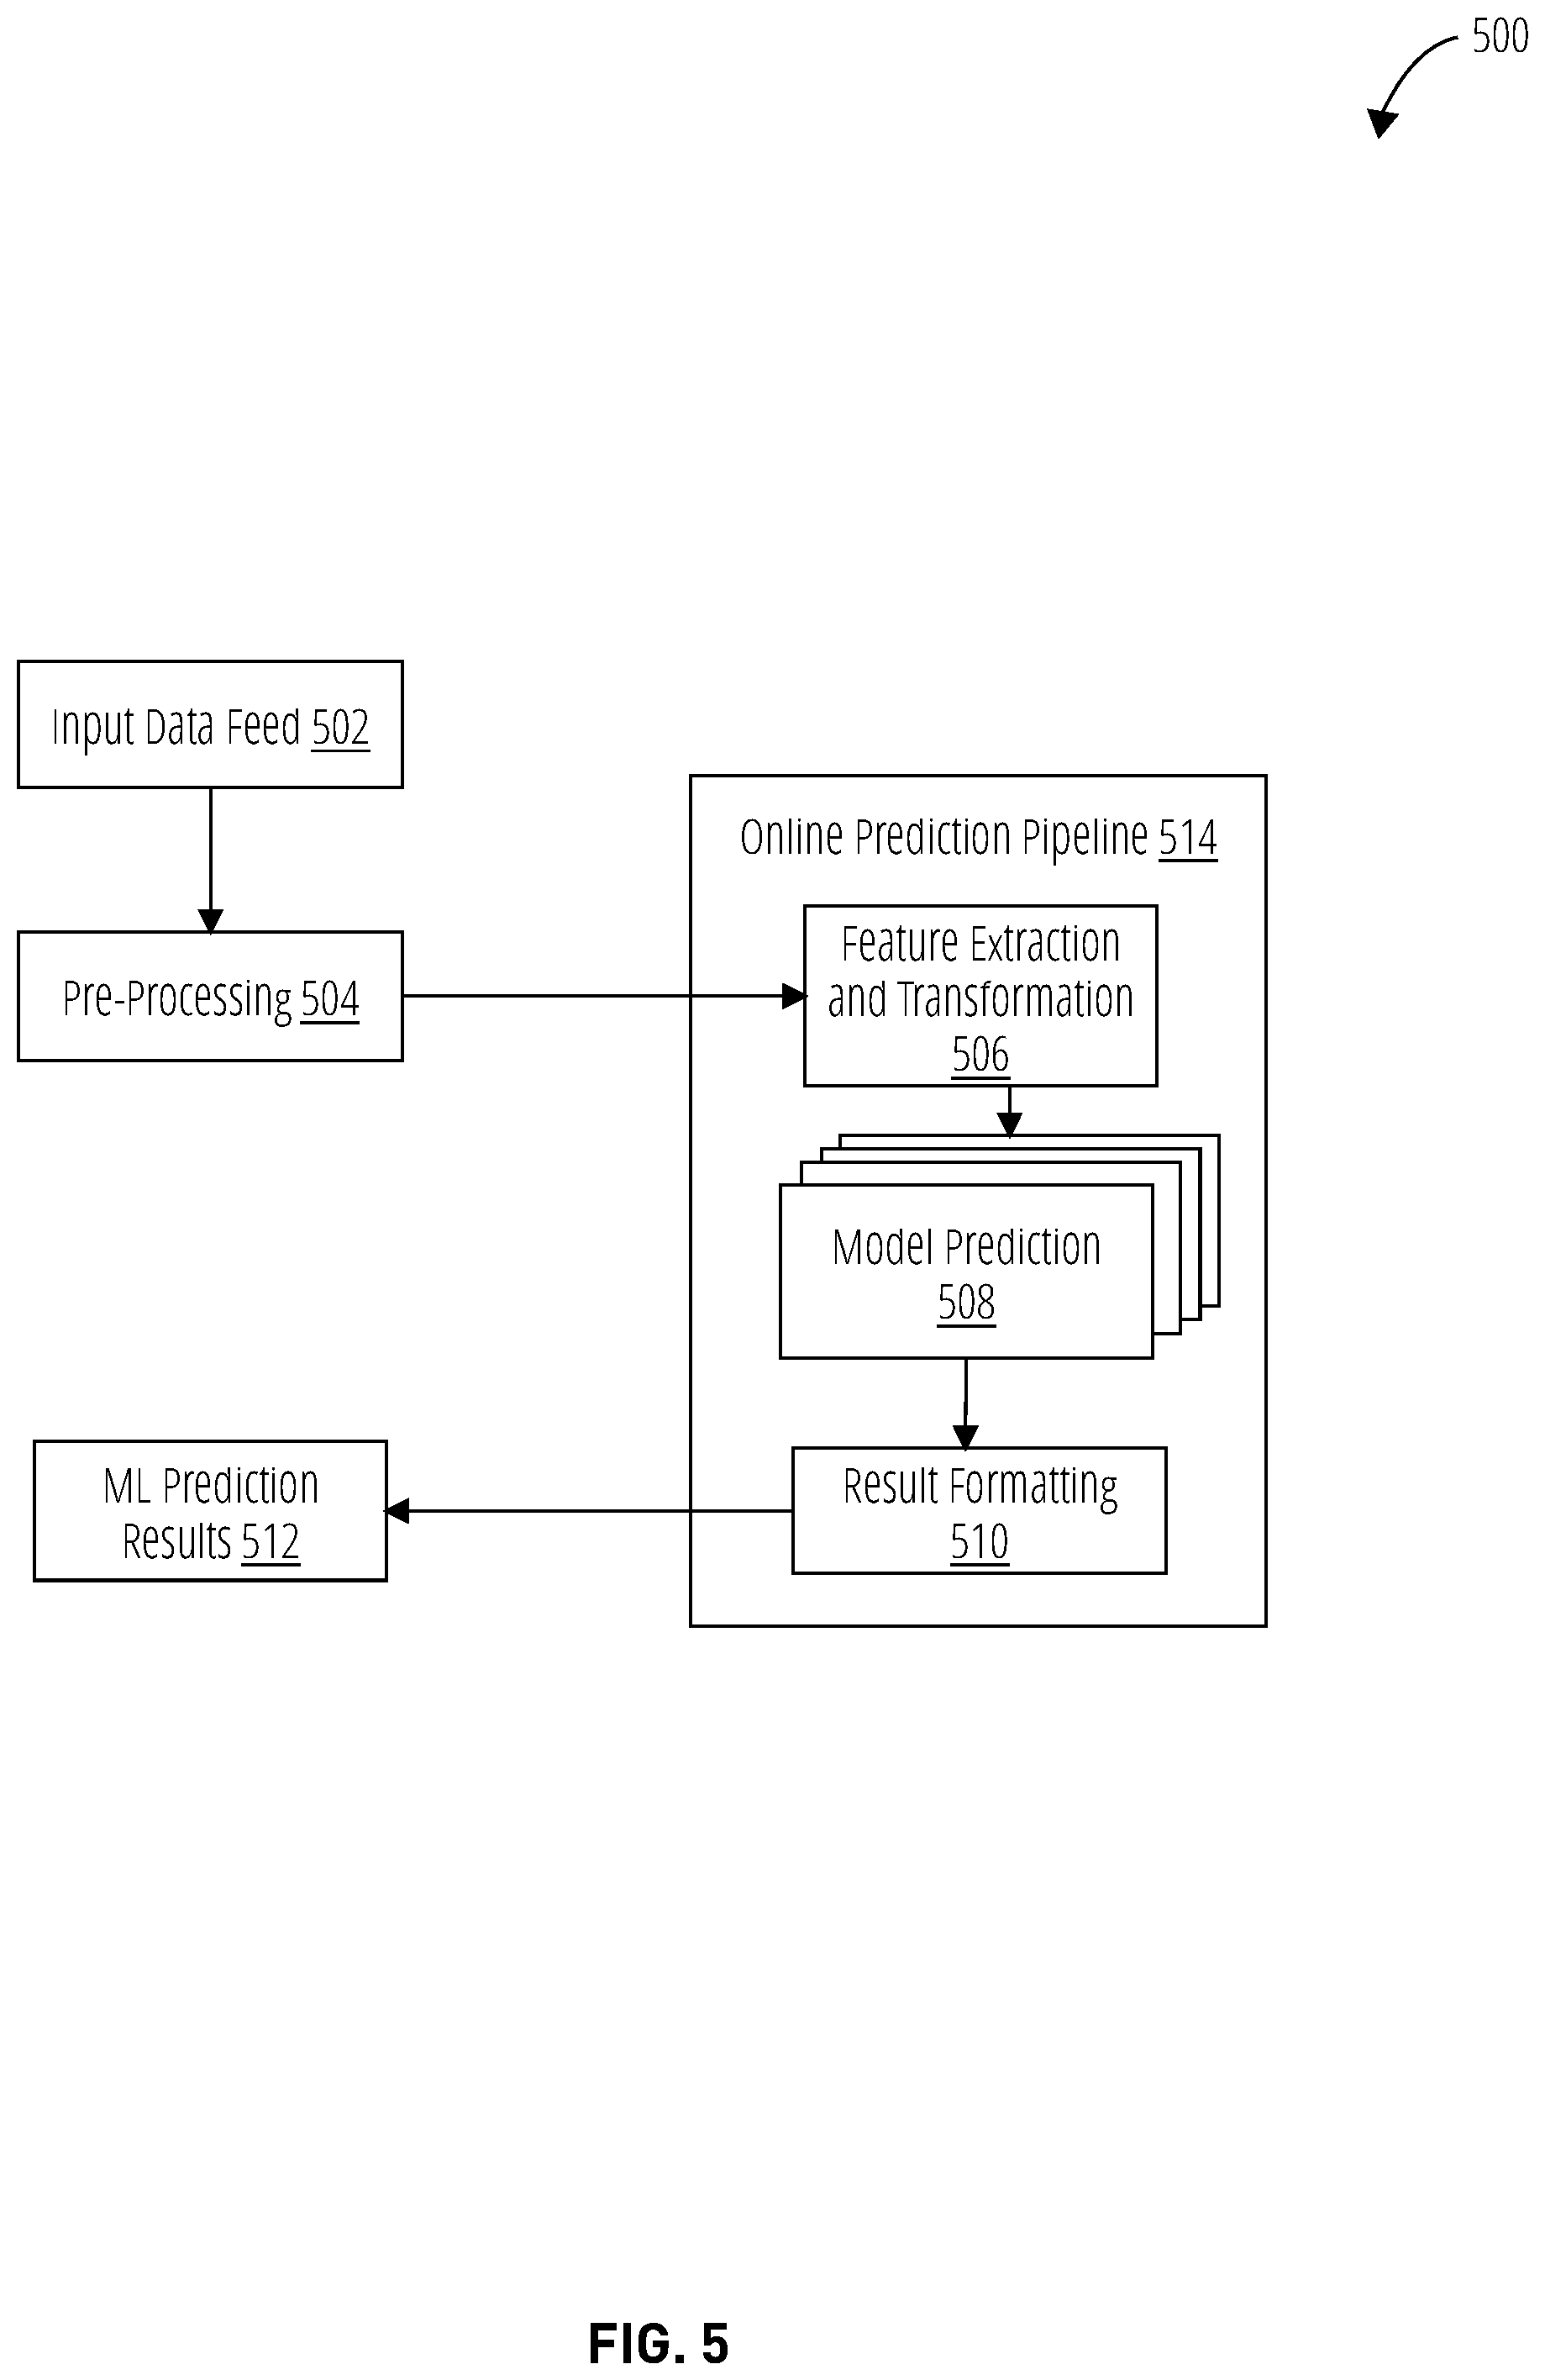 500
Input Data Feed 502
Pre-Processing 504
Online Prediction Pipeline 514
Feature Extraction
and Transformation
506
Model Prediction
508
Result Formatting
510
ML Prediction
Results 512
FIG. 5